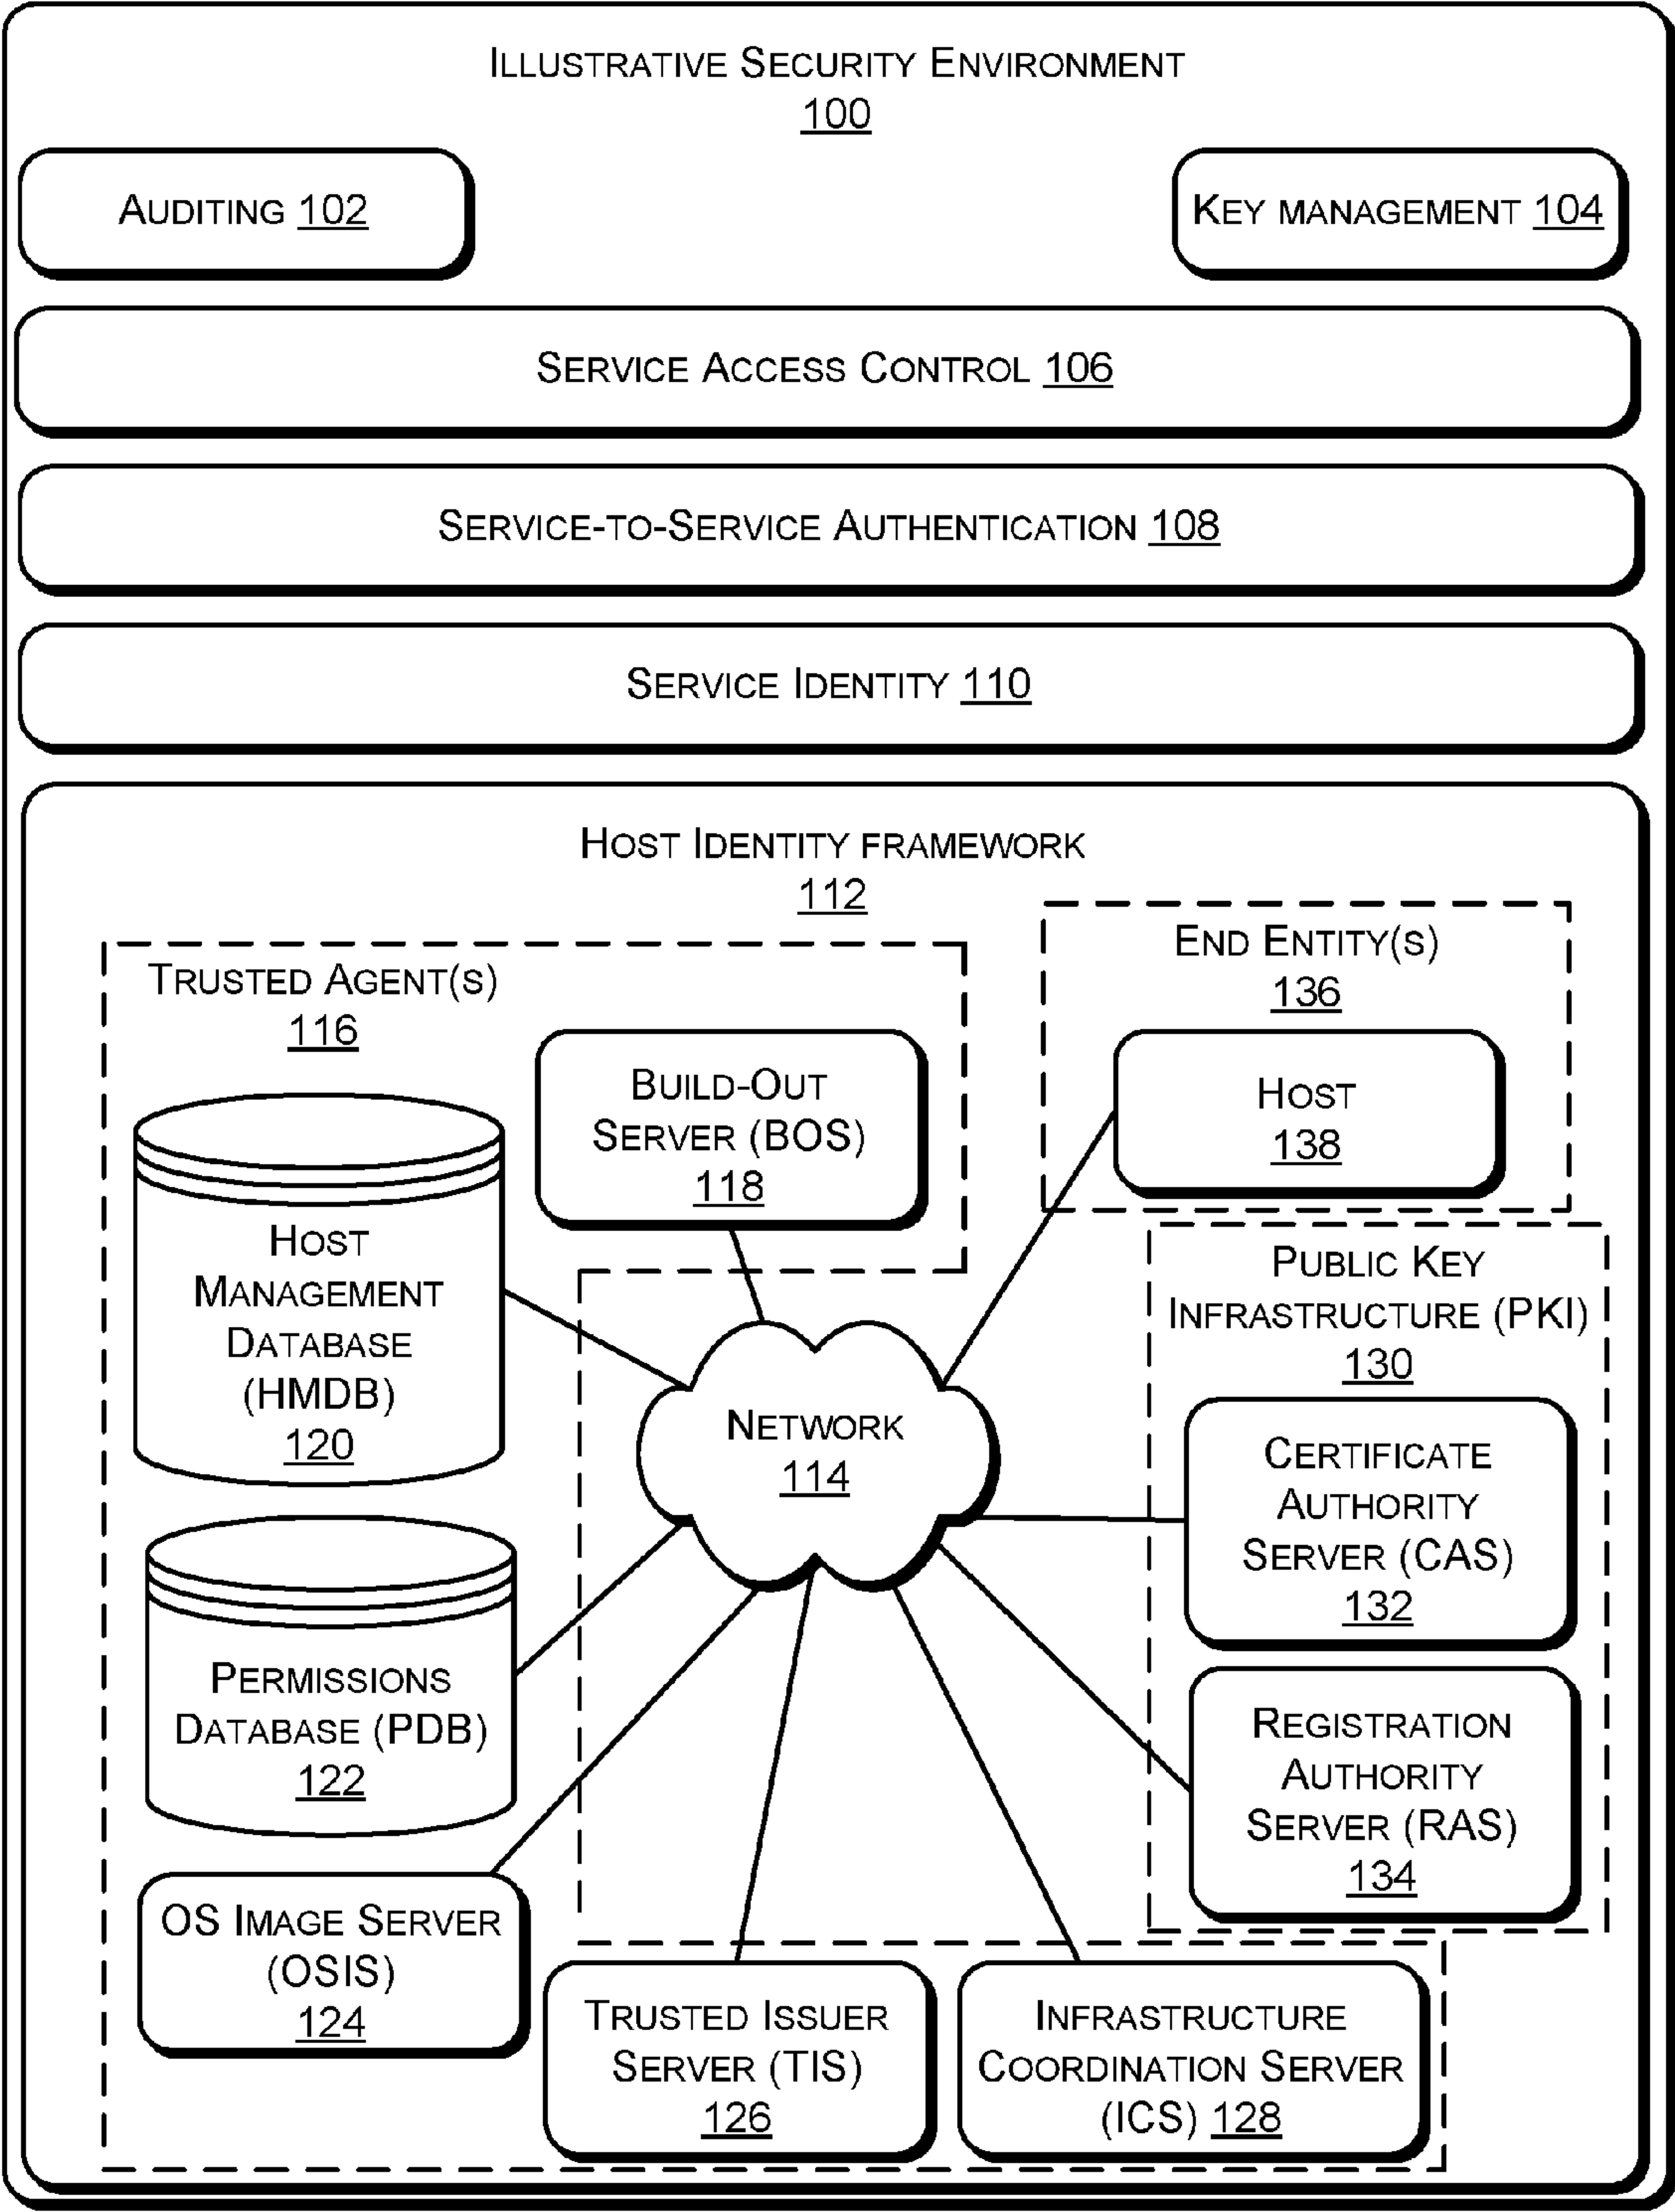 ILLUSTRATIVE SECURITY ENVIRONMENT
100
AUDITING 102
KEY MANAGEMENT 104
SERVICE ACCESS CONTROL 106
SERVICE-TO-SERVICE AUTHENTICATION 108
SERVICE IDENTITY 110
HOST IDENTITY FRAMEWORK
112
TRUSTED AGENT(S)
116
BUILD-OUT
SERVER (BOS)
118
HOST
MANAGEMENT
DATABASE
(HMDB)
120
PERMISSIONS
DATABASE (PDB)
122
OS IMAGE SERVER
(OSIS)
124
TRUSTED ISSUER
SERVER (TIS)
126
INFRASTRUCTURE
COORDINATION SERVER
(ICS) 128
NETWORK
114
END ENTITY(S)
136
HOST
138
PUBLIC KEY
INFRASTRUCTURE (PKI)
130
CERTIFICATE
AUTHORITY
SERVER (CAS)
132
REGISTRATION
AUTHORITY
SERVER (RAS)
134